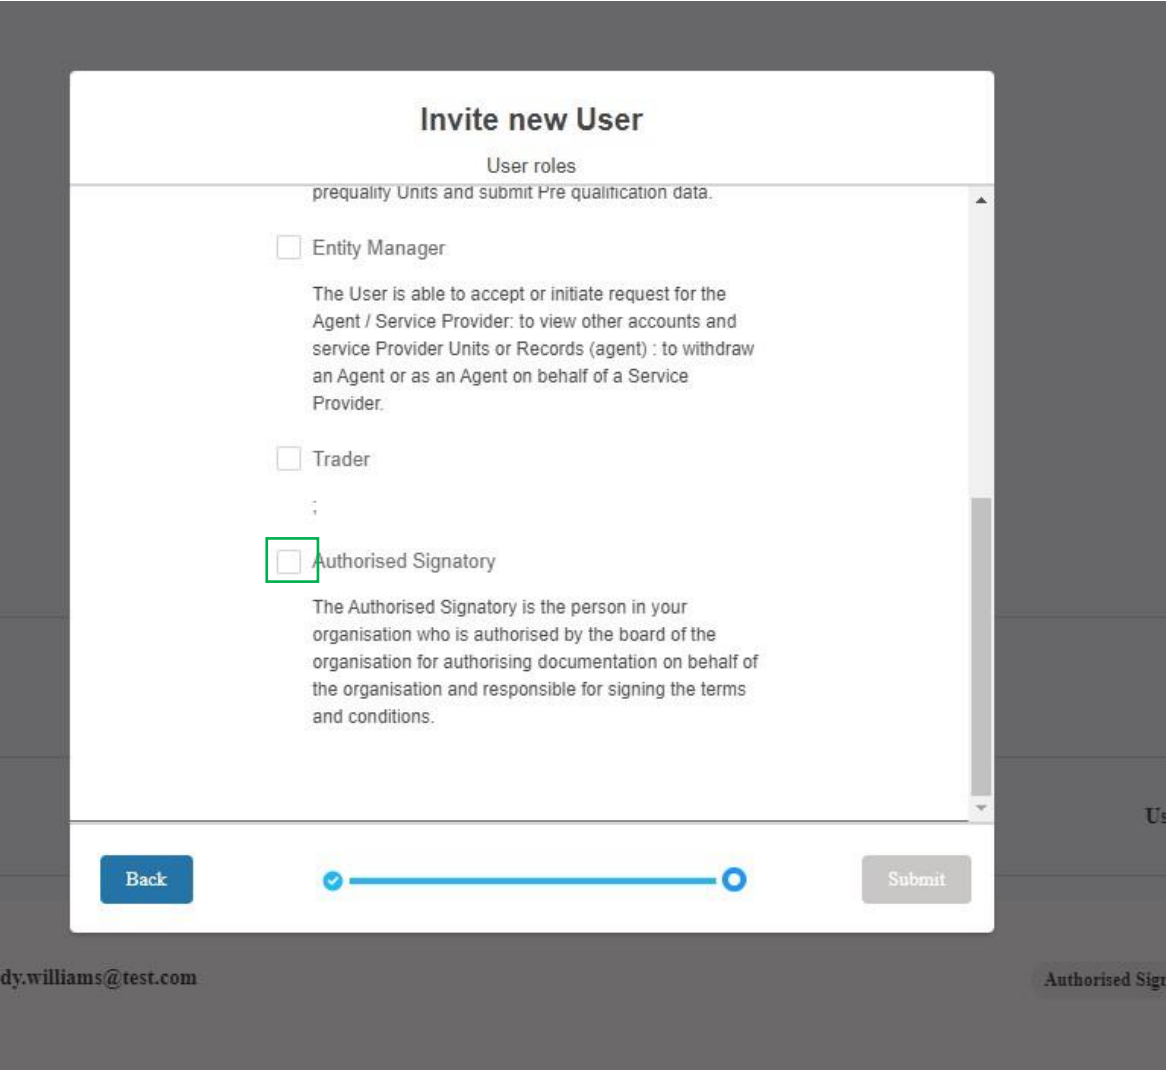 Invite new User
User roles
prequalify Units and submit Pre qualification data.
Entity Manager
The User is able to accept or initiate request for the
Agent / Service Provider: to view other accounts and
service Provider Units or Records (agent) : to withdraw
an Agent or as an Agent on behalf of a Service
Provider.
Trader
;
Authorised Signatory
The Authorised Signatory is the person in your
organisation who is authorised by the board of the
organisation for authorising documentation on behalf of
the organisation and responsible for signing the terms
and conditions.
Us
Back
Submit
dy.williams@test.com
Authorised Sign